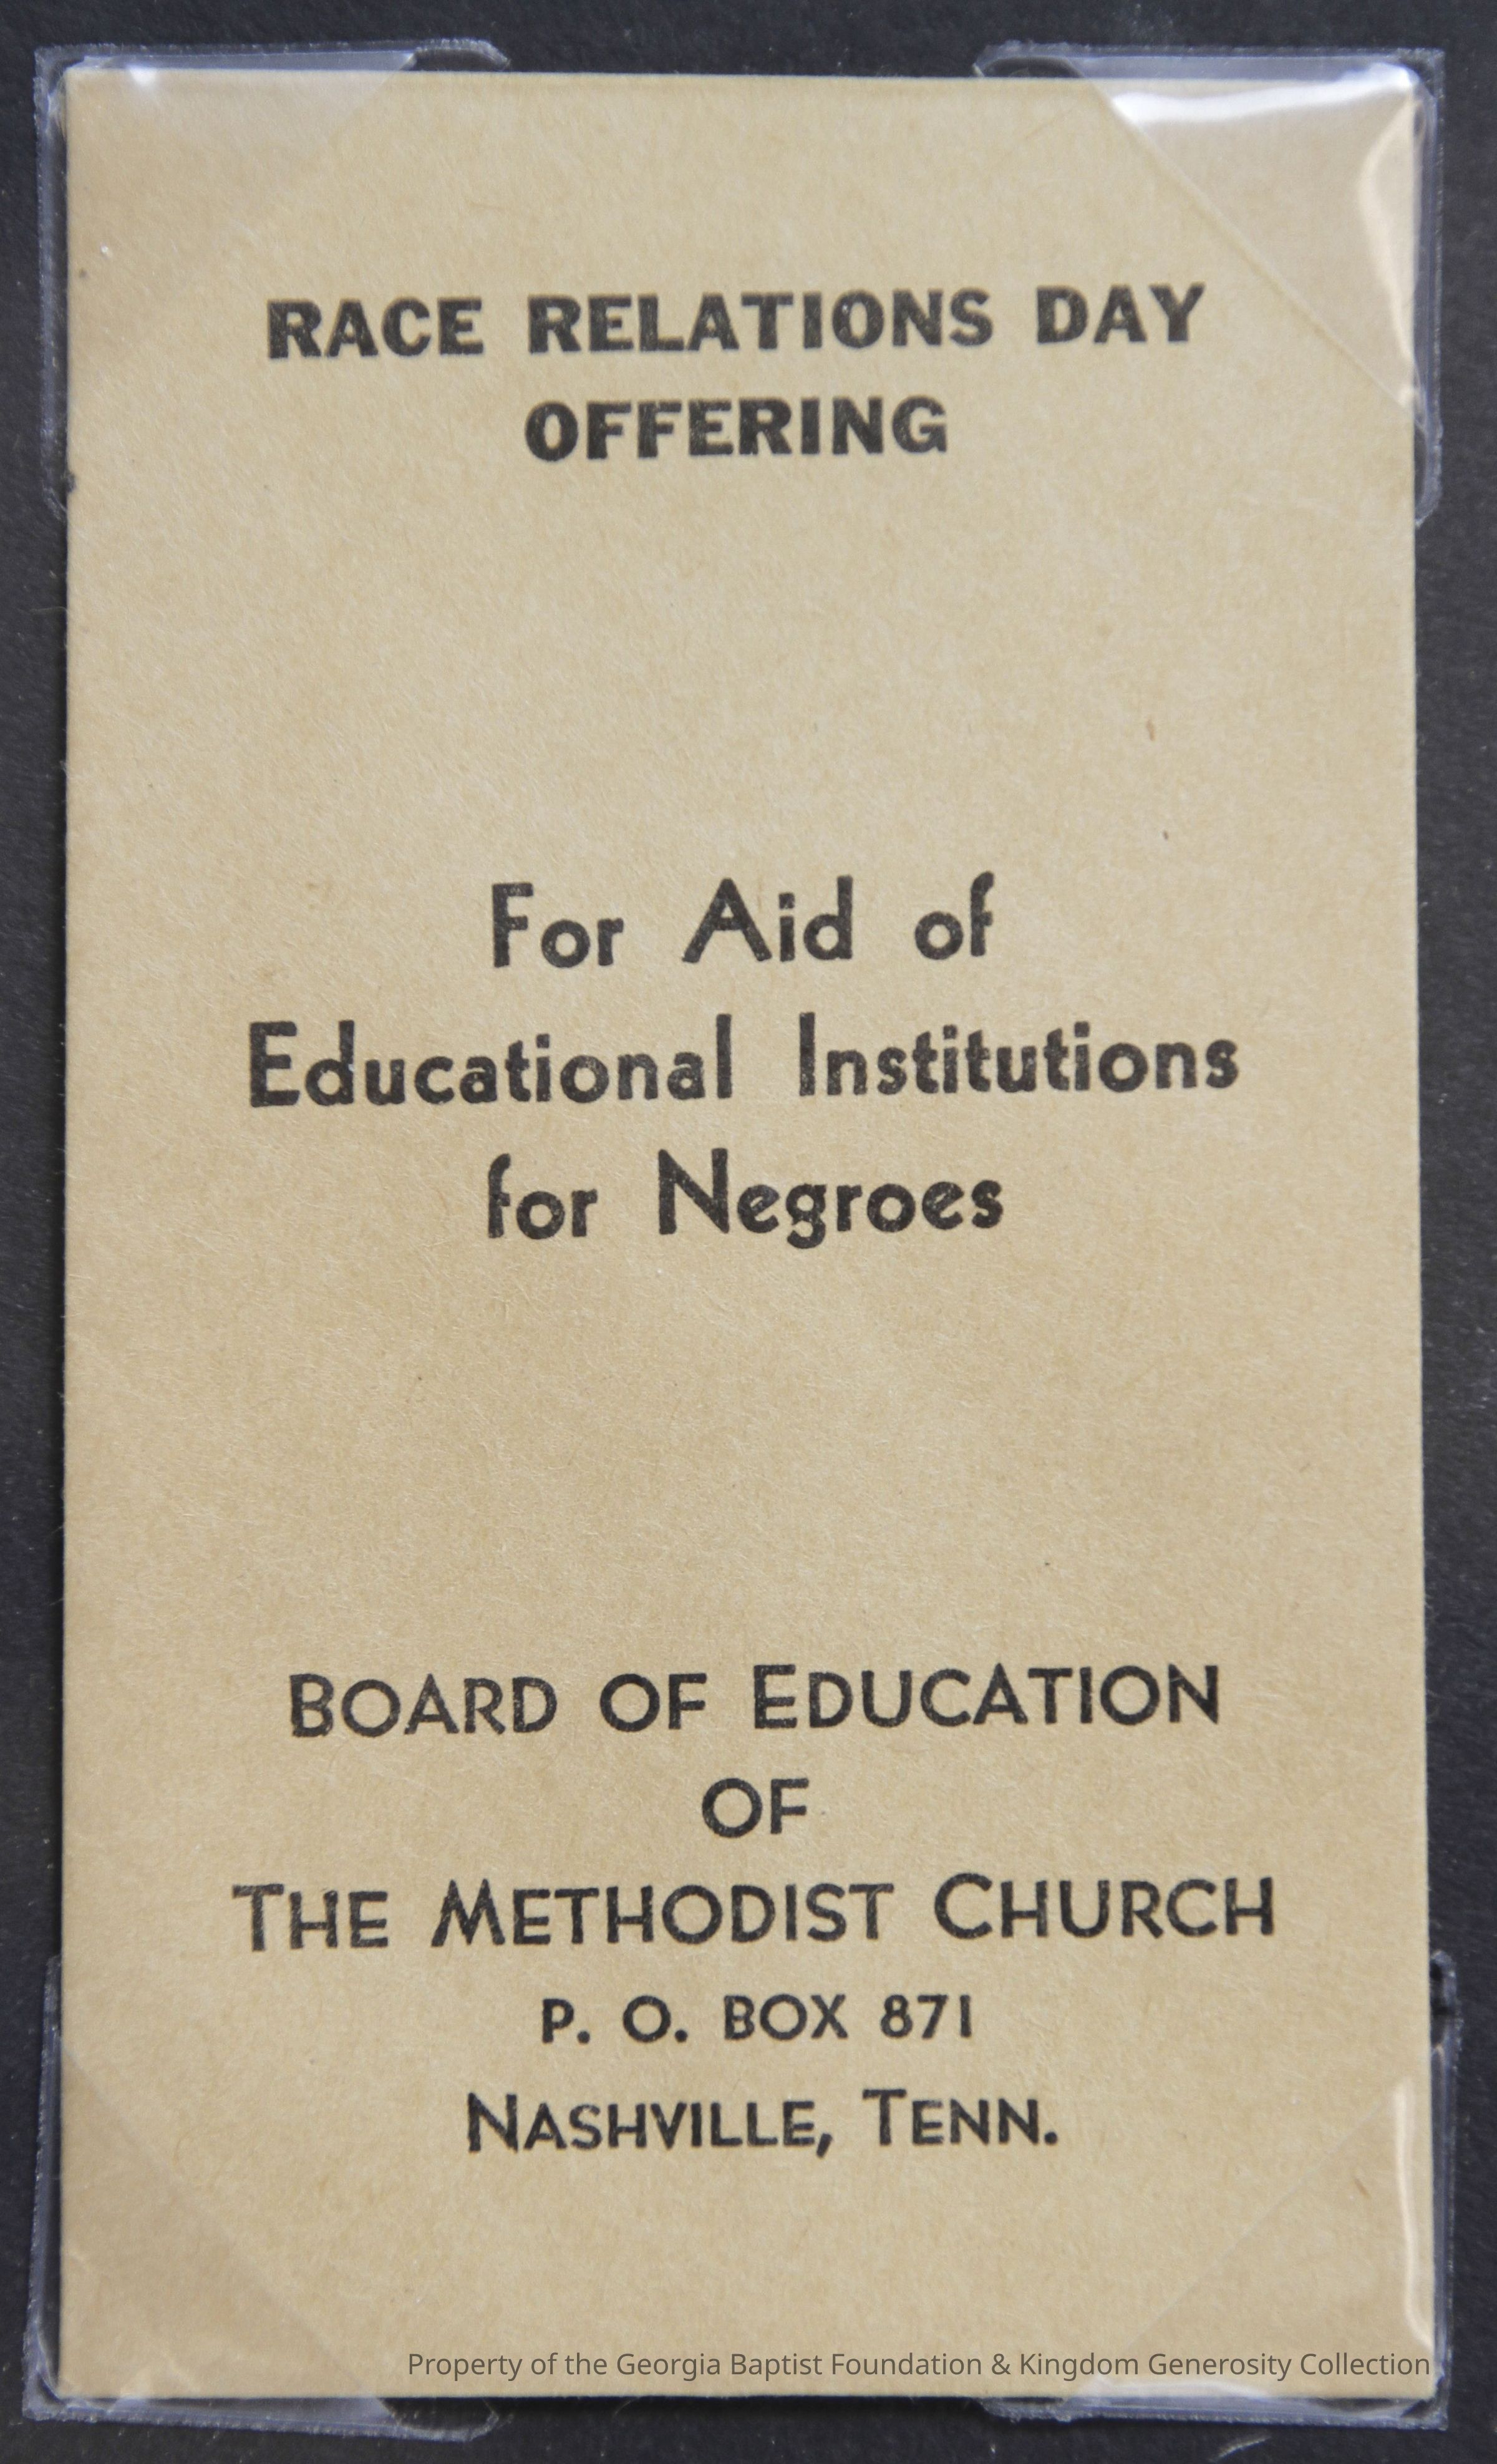 RACE RELATIONS DAY
OFFERING
For Aid of
Educational Institutions
for Negroes
BOARD OF EDUCATION
OF
THE METHODIST CHURCH
P. O. BOX 871
NASHVILLE, TENN.
Property of the Georgia Baptist Foundation & Kingdom Generosity Collection